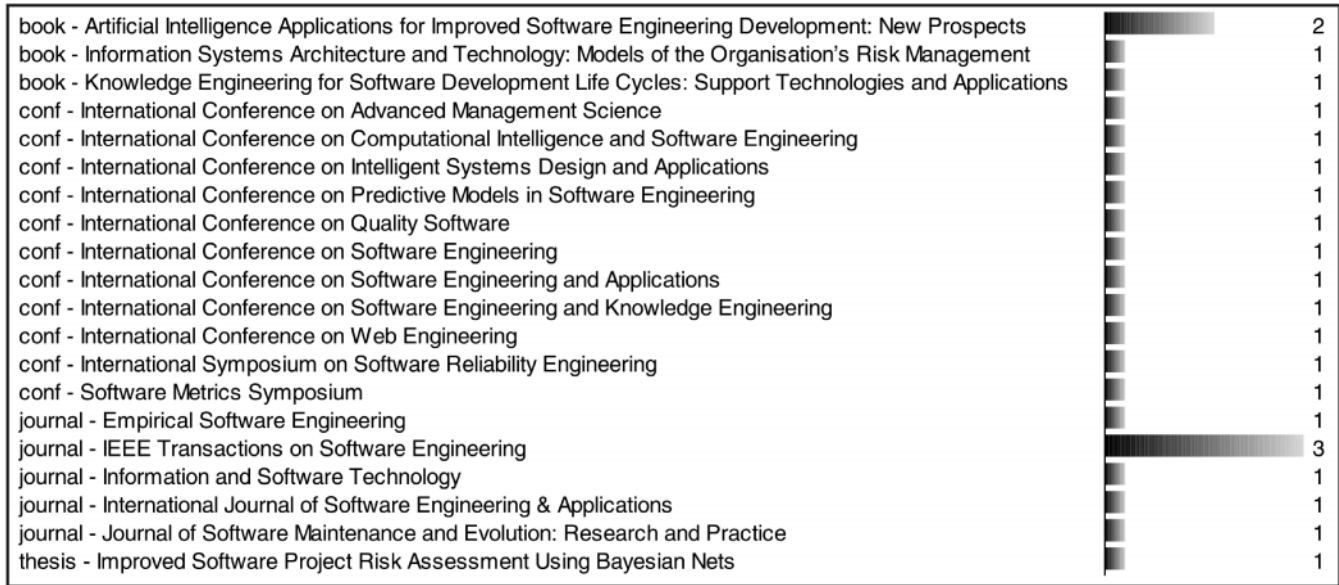 book - Artificial Intelligence Applications for Improved Software Engineering Development: New Prospects 2
book - Information Systems Architecture and Technology: Models of the Organisation's Risk Management 1
book - Knowledge Engineering for Software Development Life Cycles: Support Technologies and Applications 1
conf - International Conference on Advanced Management Science 1
conf - International Conference on Computational Intelligence and Software Engineering 1
conf - International Conference on Intelligent Systems Design and Applications 1
conf - International Conference on Predictive Models in Software Engineering 1
conf - International Conference on Quality Software 1
conf - International Conference on Software Engineering 1
conf - International Conference on Software Engineering and Applications 1
conf - International Conference on Software Engineering and Knowledge Engineering 1
conf - International Conference on Web Engineering 1
conf - International Symposium on Software Reliability Engineering 1
conf - Software Metrics Symposium 1
journal - Empirical Software Engineering 1
journal - IEEE Transactions on Software Engineering 3
journal - Information and Software Technology 1
journal - International Journal of Software Engineering & Applications 1
journal - Journal of Software Maintenance and Evolution: Research and Practice 1
thesis - Improved Software Project Risk Assessment Using Bayesian Nets 1